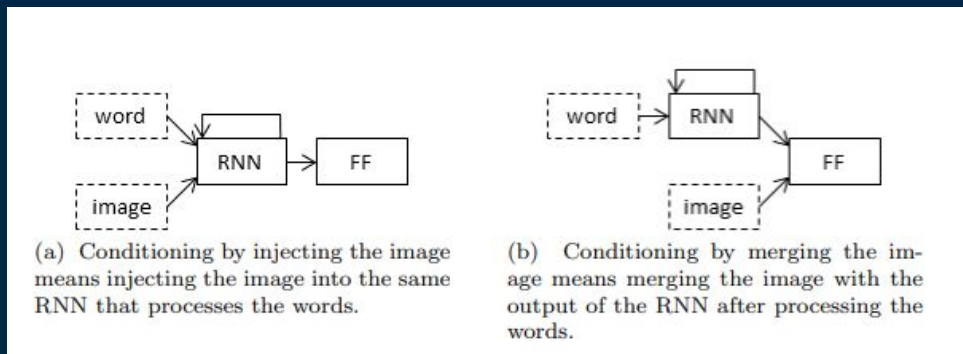 word
RNN
FF
image
(a) Conditioning by injecting the image
means injecting the image into the same
RNN that processes the words.
word
RNN
FF
image
(b) Conditioning by merging the im-
age means merging the image with the
output of the RNN after processing the
words.